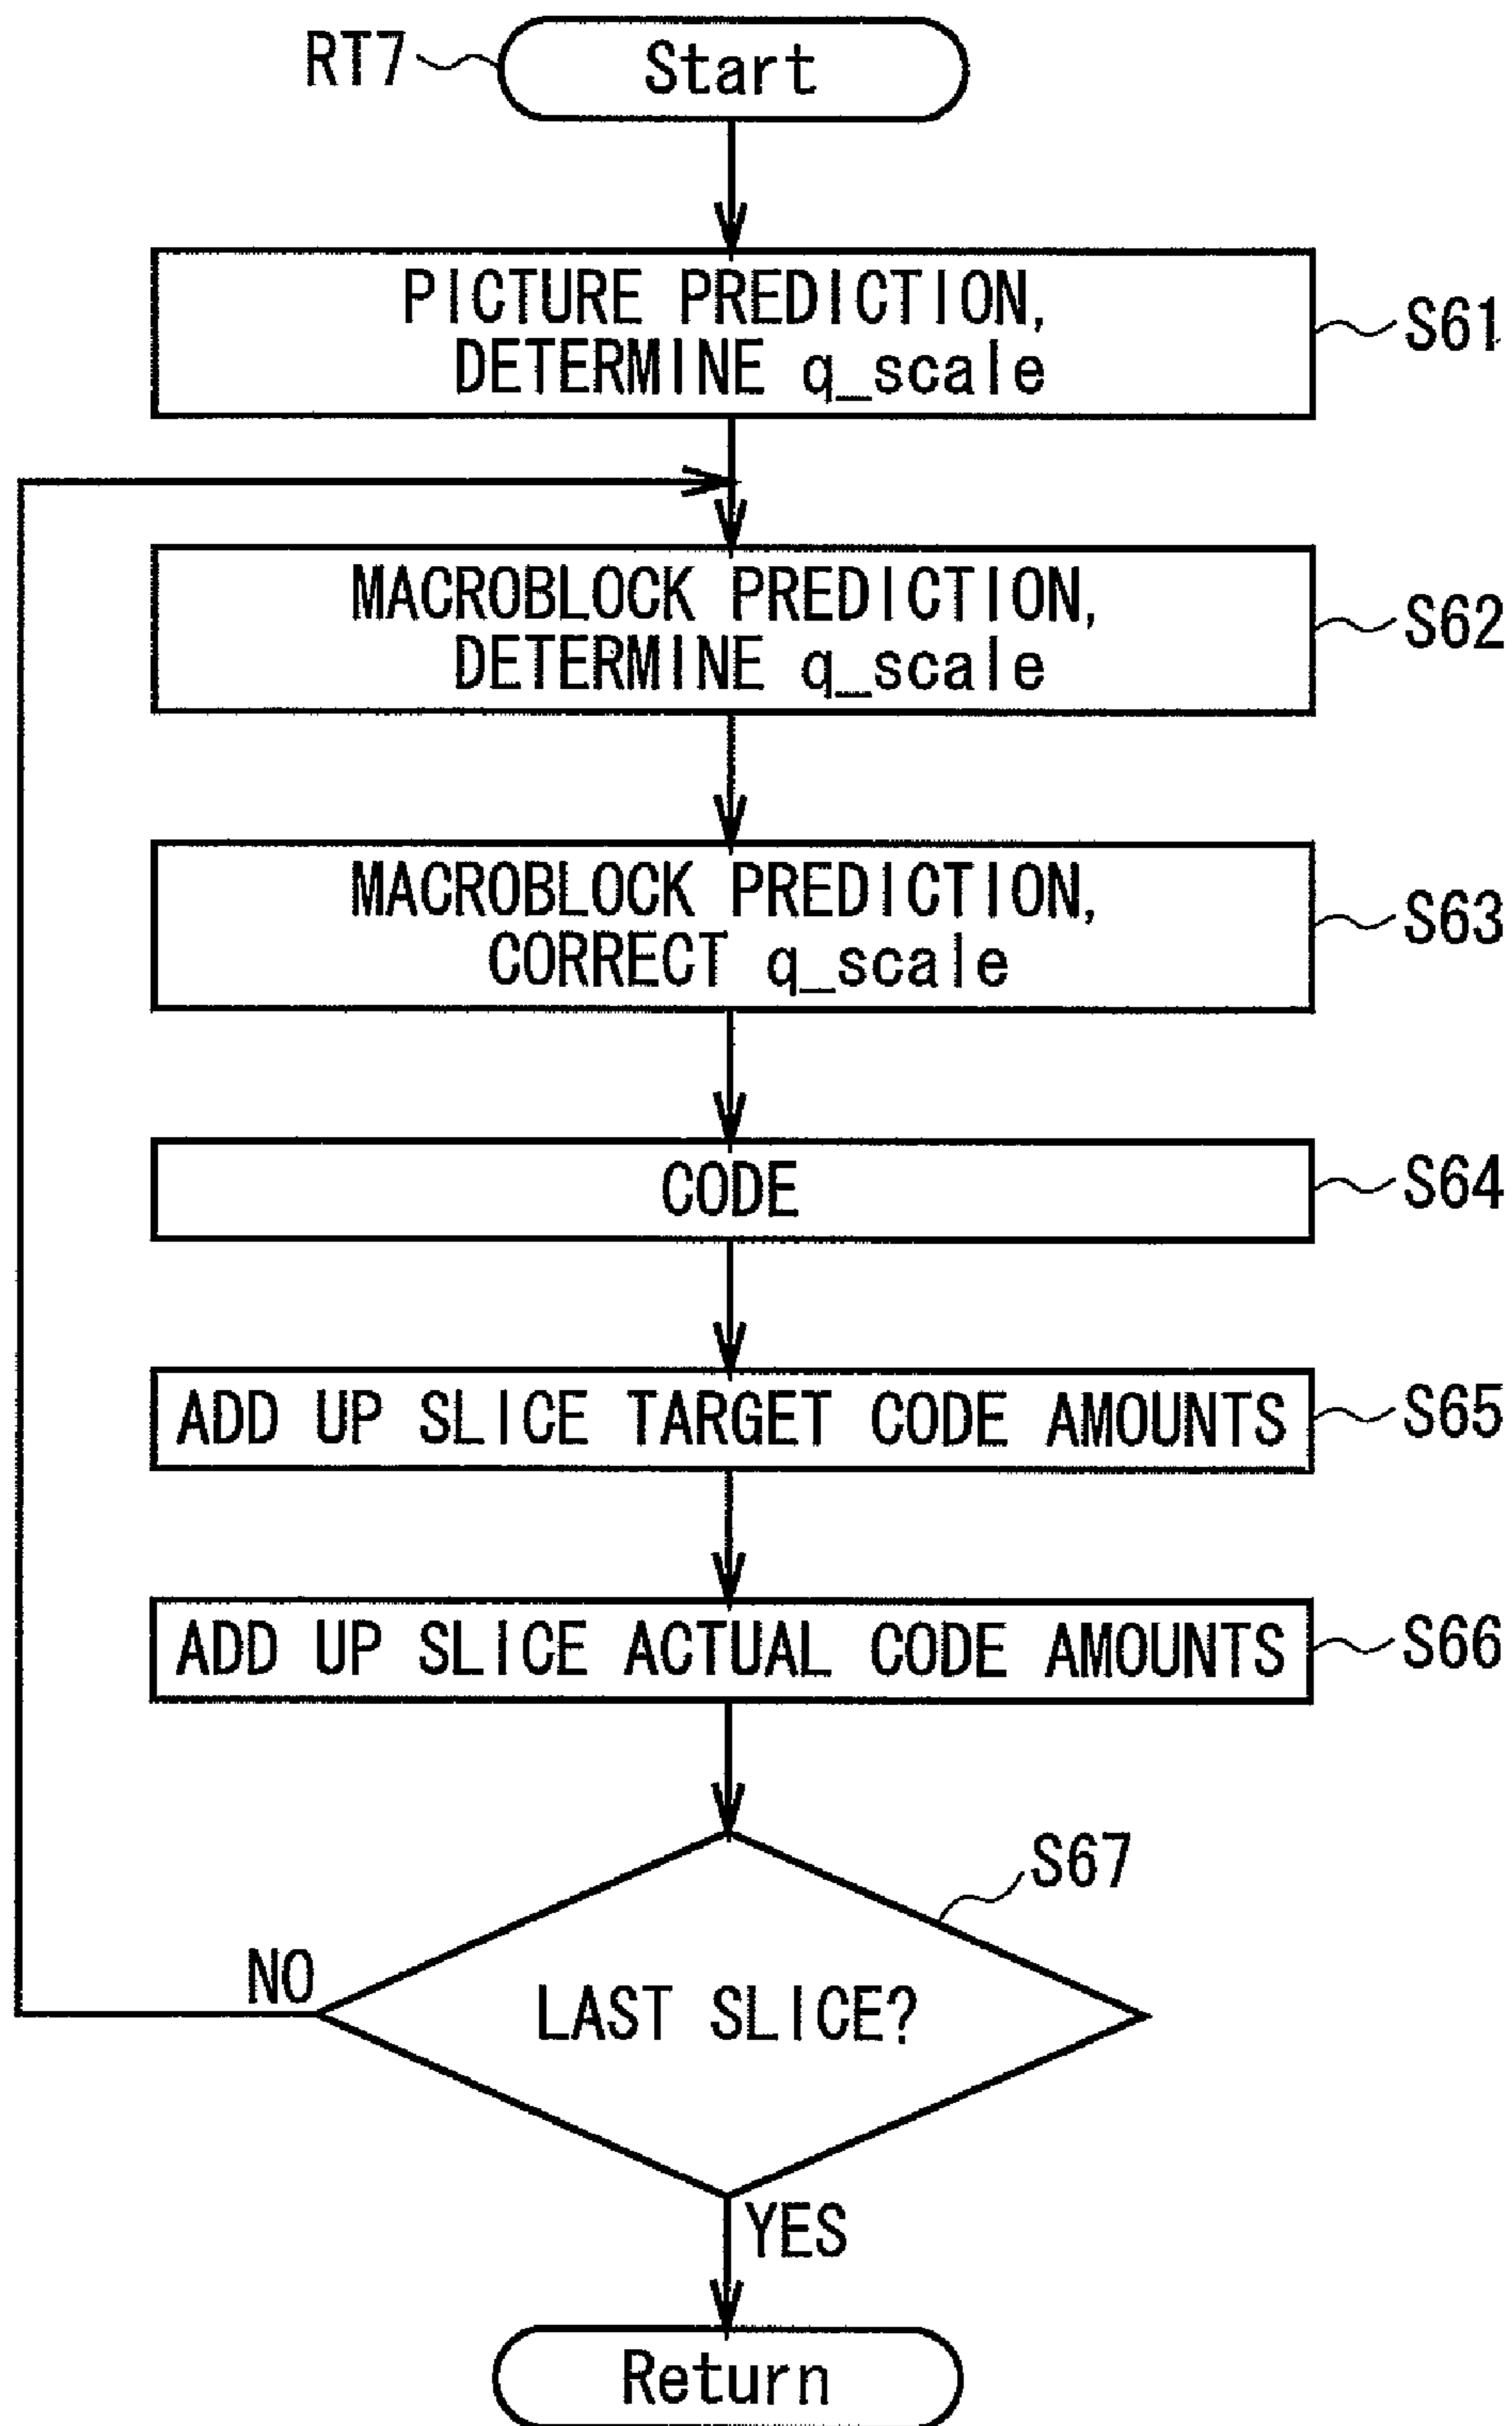 RT7
Start
PICTURE PREDICTION,
DETERMINE q_scale
S61
MACROBLOCK PREDICTION,
DETERMINE q_scale
S62
MACROBLOCK PREDICTION,
CORRECT q_scale
S63
CODE
S64
ADD UP SLICE TARGET CODE AMOUNTS
S65
ADD UP SLICE ACTUAL CODE AMOUNTS
S66
S67
NO
LAST SLICE?
YES
Return